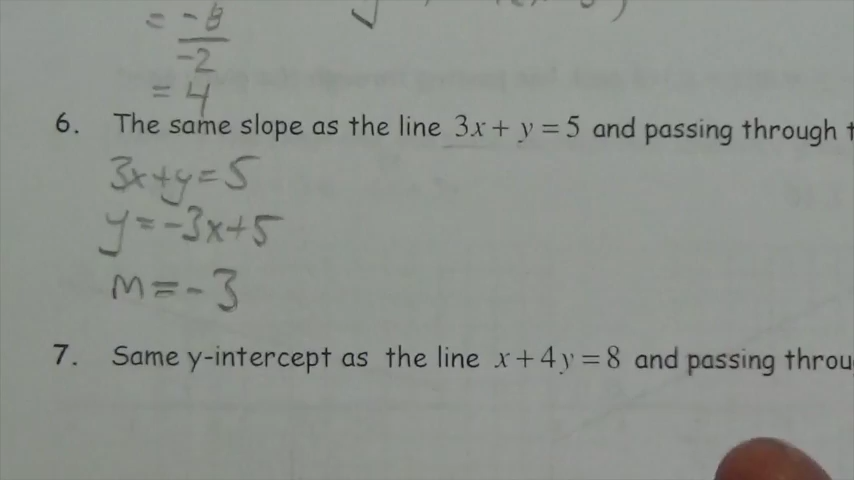 = -8
-2
= 4
6. The same slope as the line 3x + y = 5 and passing through
3x+y=5
y=-3x+5
m=-3
7. Same y-intercept as the line x + 4y = 8 and passing